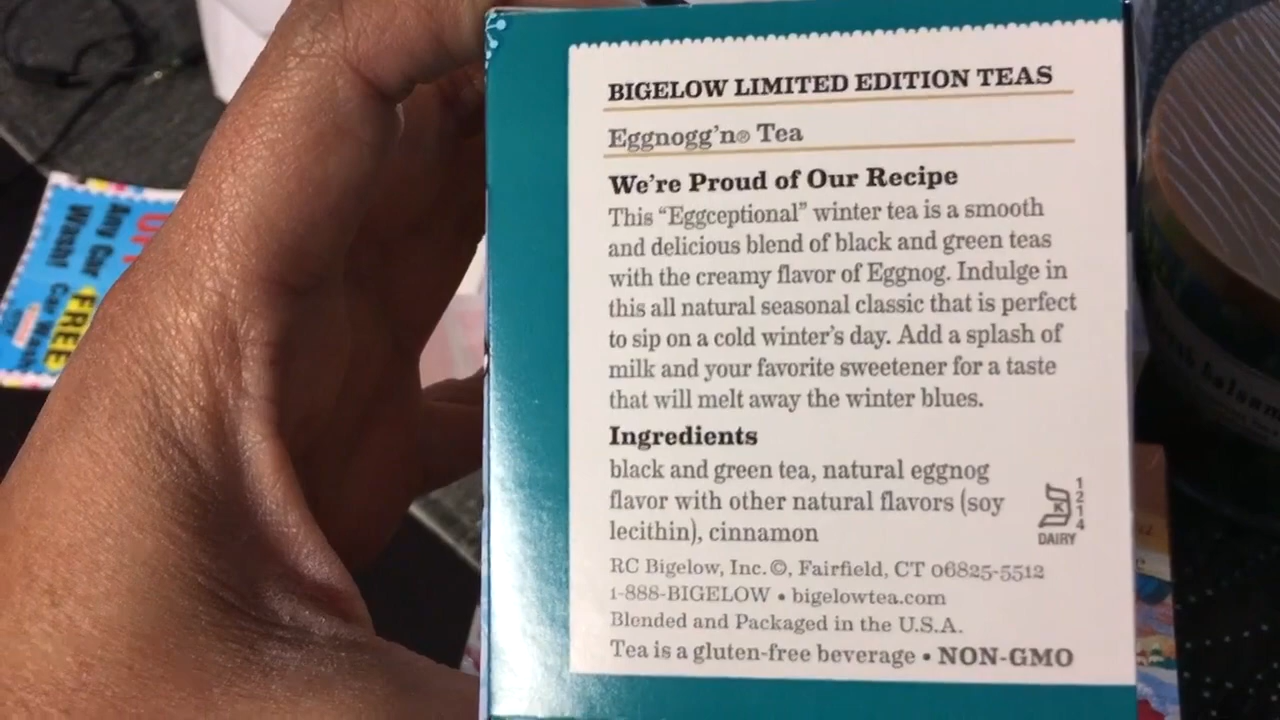 BIGELOW LIMITED EDITION TEAS
Eggnogg'n® Tea
We're Proud of Our Recipe
This “Eggceptional” winter tea is a smooth
and delicious blend of black and green teas
with the creamy flavor of Eggnog. Indulge in
this all natural seasonal classic that is perfect
to sip on a cold winter's day. Add a splash of
milk and your favorite sweetener for a taste
that will melt away the winter blues.
Ingredients
black and green tea, natural eggnog
flavor with other natural flavors (soy
lecithin), cinnamon
K
1
2
1
4
DAIRY
RC Bigelow, Inc.©, Fairfield, CT 06825-5512
1-888-BIGELOW • bigelowtea.com
Blended and Packaged in the U.S.A.
Tea is a gluten-free beverage • NON-GMO
Any Car
Wash!
FREE
Car Wash